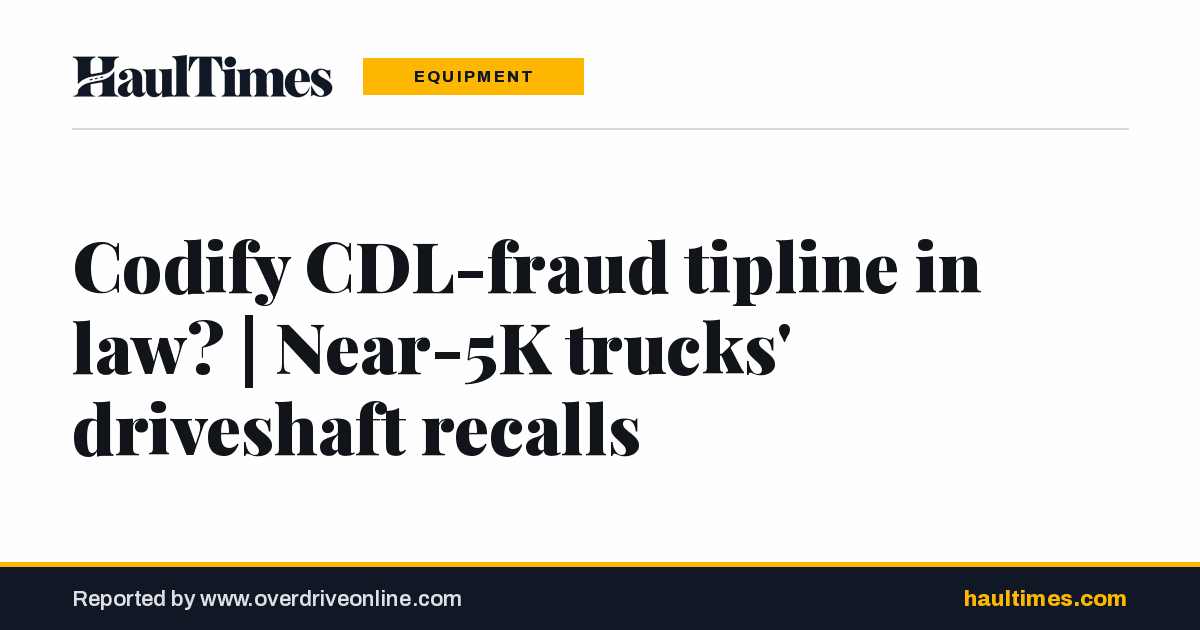 HaulTimes
EQUIPMENT
Codify CDL-fraud tipline in
law? | Near-5K trucks'
driveshaft recalls
Reported by www.overdriveonline.com
haultimes.com